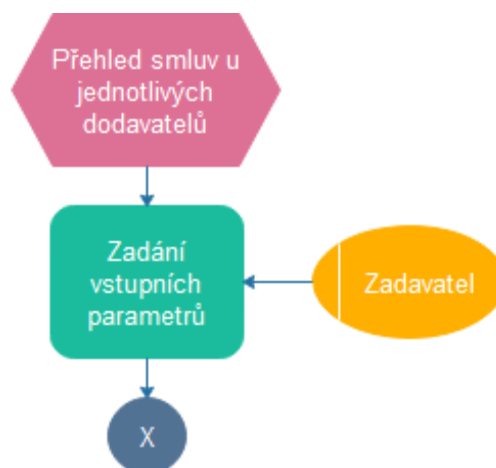 Přehled smluv u
jednotlivých
dodavatelů
Zadání
vstupních
parametrů
Zadavatel
X